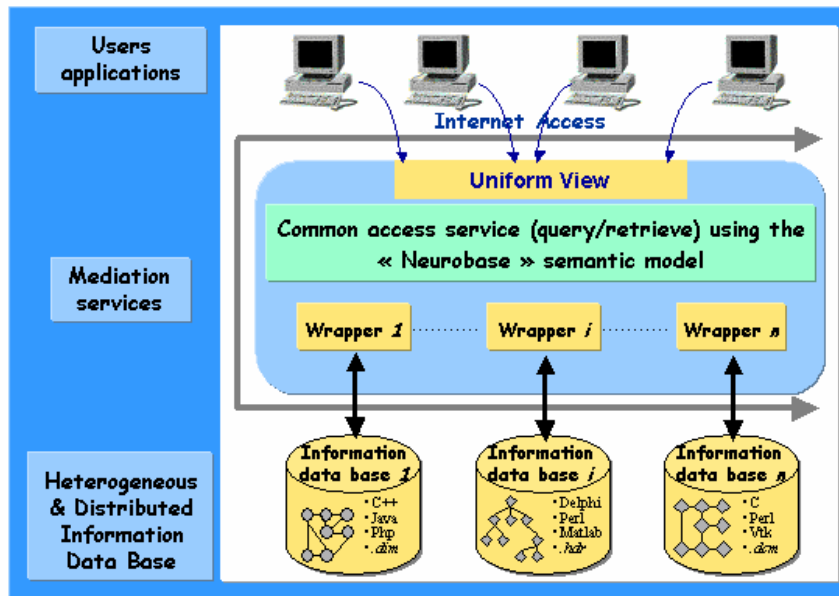 Users
applications
Internet Access
Uniform View
Common access service (query/retrieve) using the
« Neurobase » semantic model
Mediation
services
Wrapper 1
Wrapper i
Wrapper n
Heterogeneous
& Distributed
Information
Data Base
Information
data base 1
• C++
• Java
• Php
• .dim
Information
data base i
• Delphi
• Perl
• Matlab
• .hdr
Information
data base n
• C
• Perl
• Vtk
• .dcm